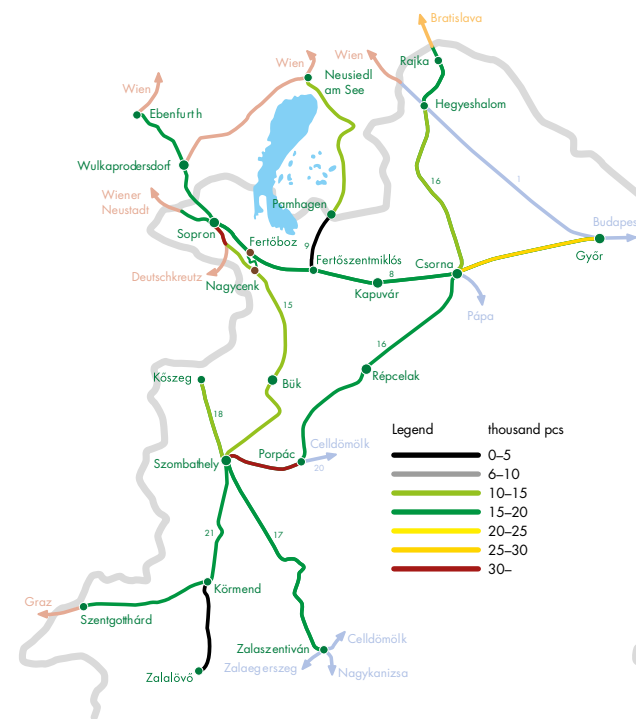 Bratislava
Wien
Wien
Rajka
Neusiedl
am See
Wien
Ebenfurth
Hegyeshalom
Wulkaprodersdorf
16
1
Wiener
Neustadt
Pamhagen
Budapes
Sopron
Fertőboz
9
Győr
Fertőszentmiklós
Csorna
Deutschkreutz
8
Nagycenk
Kapuvár
15
Pápa
16
Kőszeg
Bük
Répcelak
18
Legend thousand pcs
Celldömölk
Porpác
0–5
Szombathely
20
6–10
10–15
15–20
21
17
20–25
25–30
30–
Körmend
Graz
Szentgotthárd
Celldömölk
Zalaszentiván
Zalaegerszeg
Nagykanizsa
Zalalövő